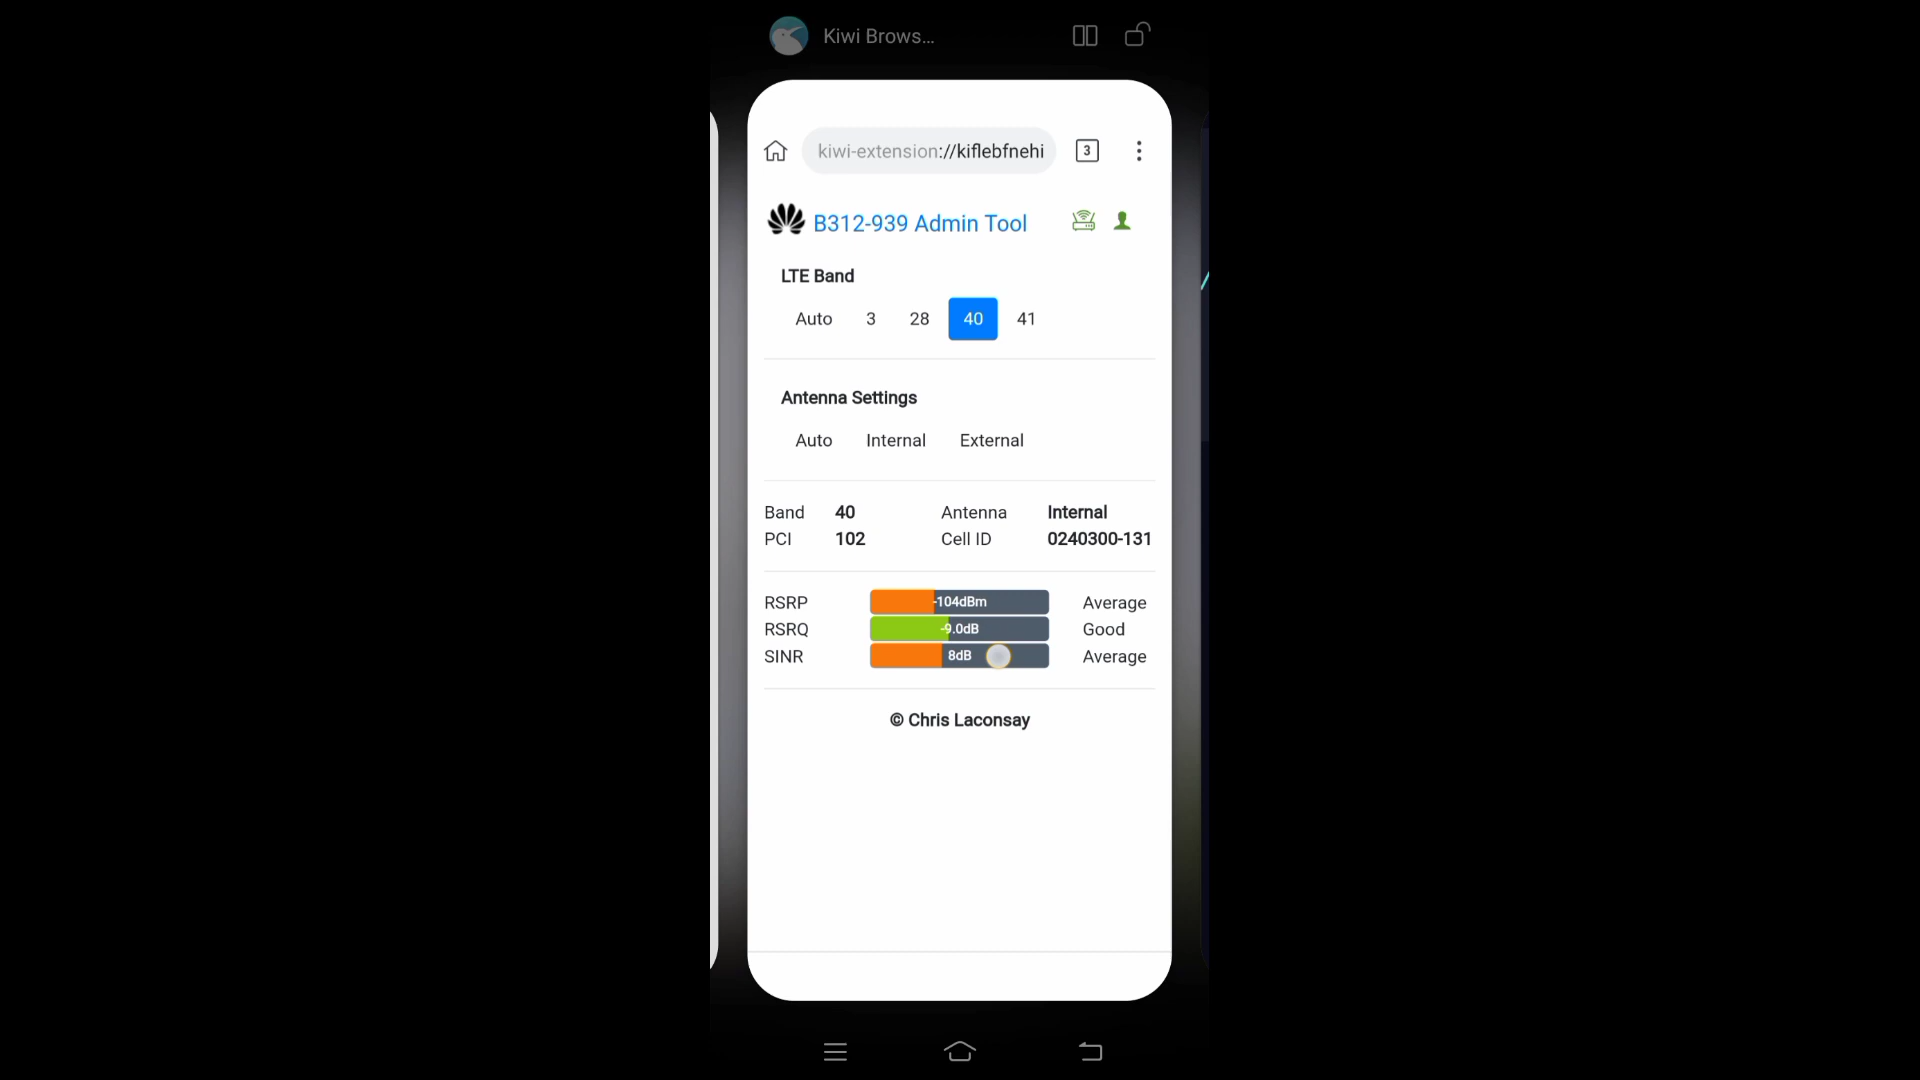 Kiwi Brows...
kiwi-extension://kiflebfnehi
3
B312-939 Admin Tool
LTE Band
Auto 3 28 40 41
Antenna Settings
Auto Internal External
Band 40 Antenna Internal
PCI 102 Cell ID 0240300-131
RSRP -104dBm Average
RSRQ -9.0dB Good
SINR 8dB Average
© Chris Laconsay